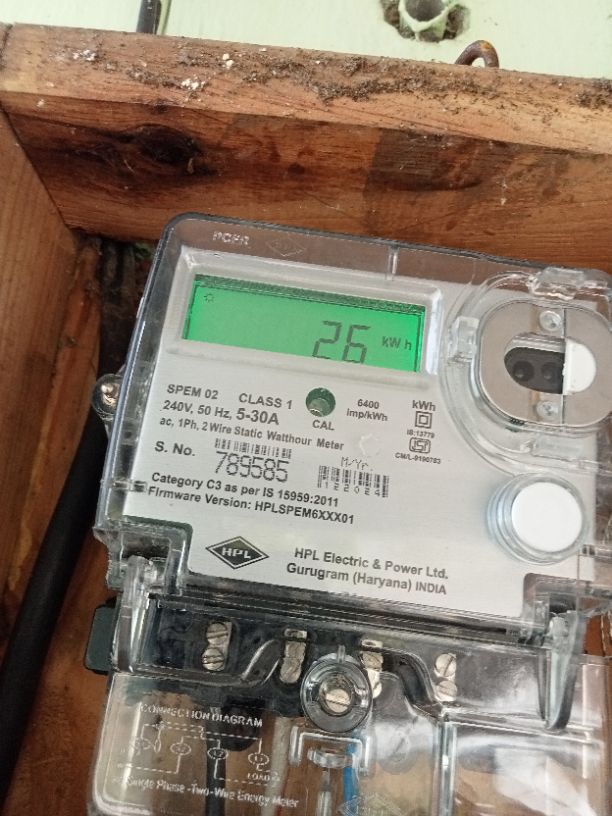 26 kWh
SPEM 02 CLASS 1
240V, 50 Hz, 5-30A
ac, 1Ph, 2 Wire Static Watthour Meter
CAL
6400
imp/kWh
kWh
IS:13779
CM/L-9190783
S. No. 789585
M/Yr.
Category C3 as per IS 15959:2011
Firmware Version: HPLSPEM6XXX01
HPL
HPL Electric & Power Ltd.
Gurugram (Haryana) INDIA
CONNECTION DIAGRAM
LOAD
Single Phase -Two-Wire Energy Meter